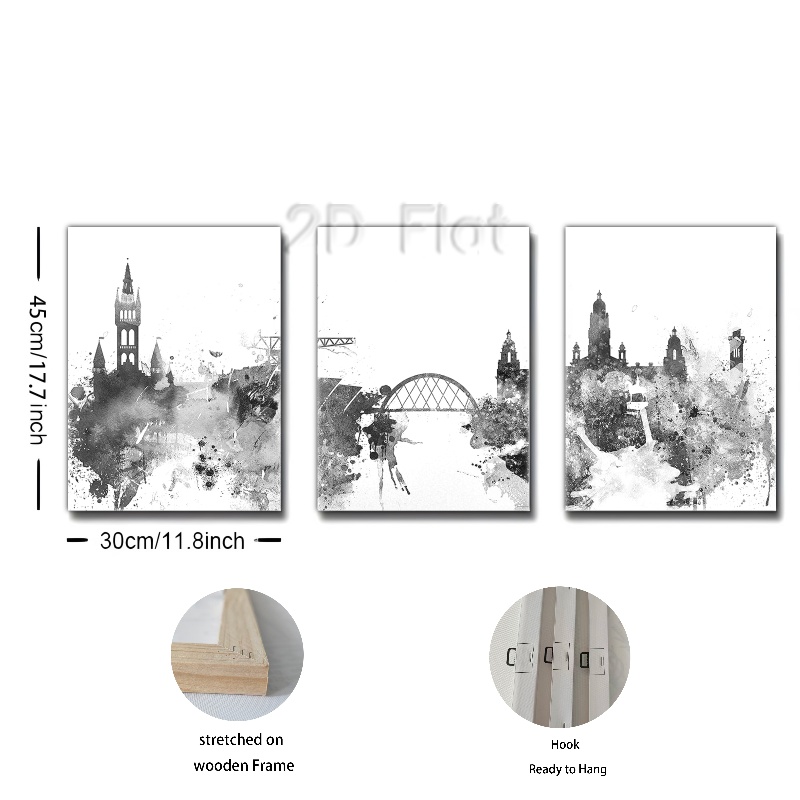 2D Flat
45cm/17.7inch
30cm/11.8inch
stretched on
wooden Frame
Hook
Ready to Hang